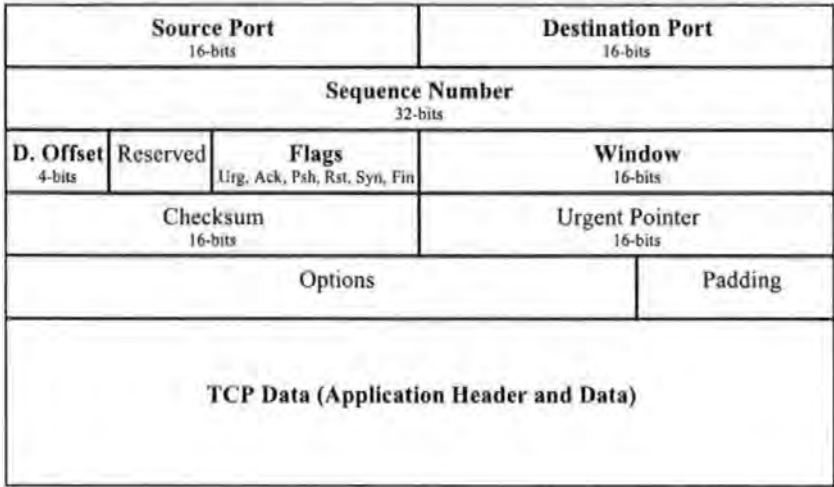 Source Port
16-bits
Destination Port
16-bits
Sequence Number
32-bits
D. Offset
4-bits
Reserved
Flags
Urg, Ack, Psh, Rst, Syn, Fin
Window
16-bits
Checksum
16-bits
Urgent Pointer
16-bits
Options
Padding
TCP Data (Application Header and Data)